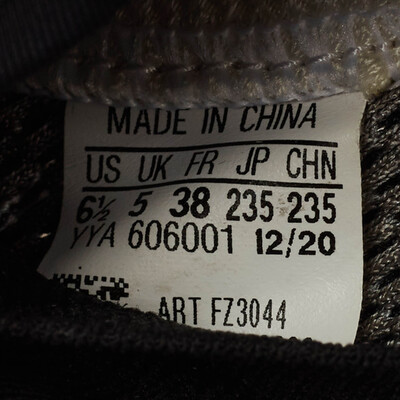 MADE IN CHINA
US UK FR JP CHN
6½ 5 38 235 235
YYA 606001 12/20
ART FZ3044